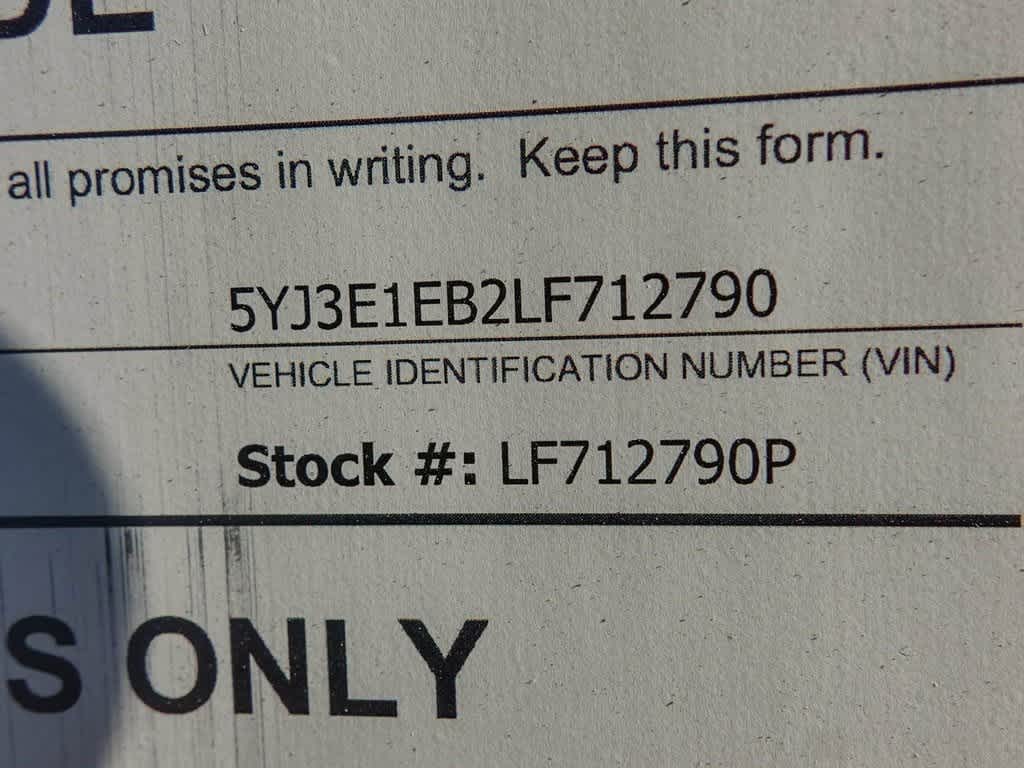 all promises in writing. Keep this form.
5YJ3E1EB2LF712790
VEHICLE IDENTIFICATION NUMBER (VIN)
Stock #: LF712790P
S ONLY